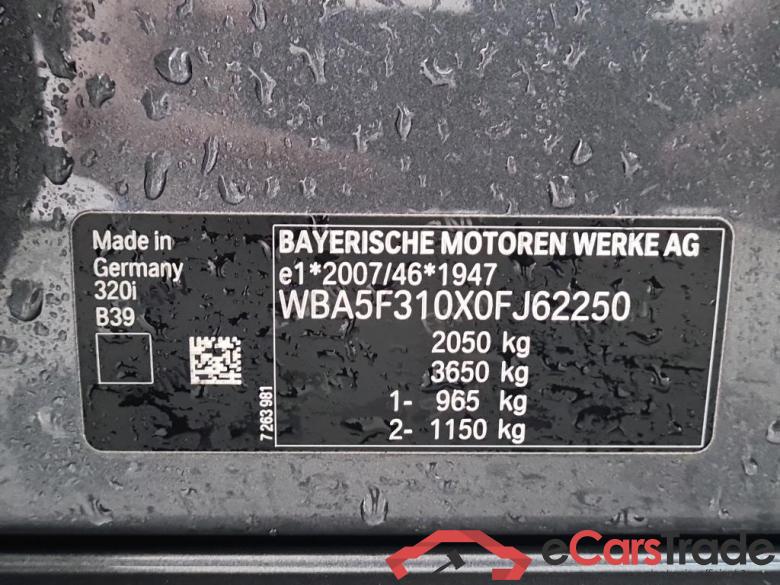 Made in
Germany
320i
B39
7 263 981
BAYERISCHE MOTOREN WERKE AG
e1*2007/46*1947
WBA5F310X0FJ62250
2050 kg
3650 kg
1- 965 kg
2- 1150 kg
eCarsTrade